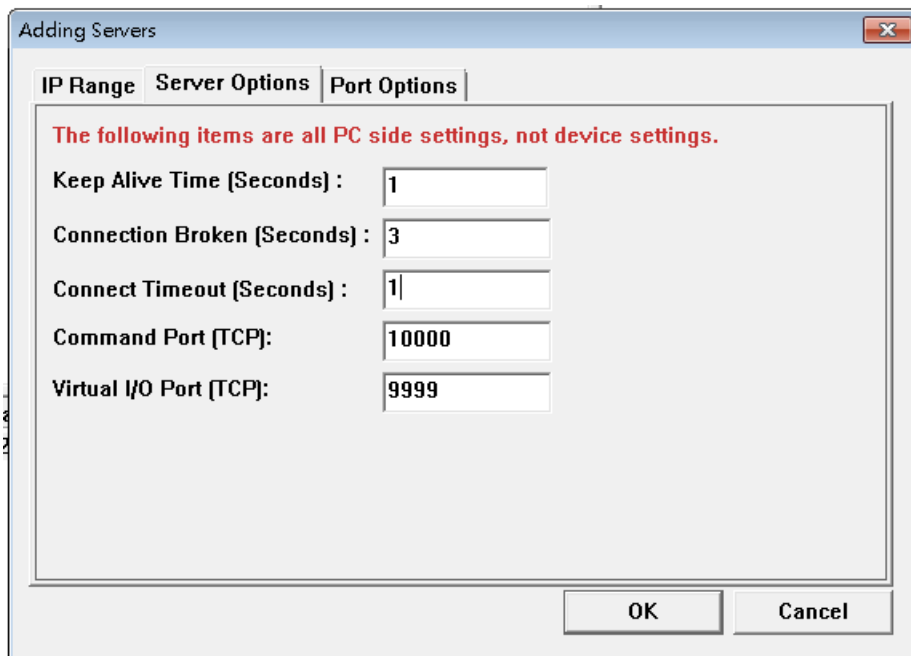 Adding Servers
IP Range Server Options Port Options
The following items are all PC side settings, not device settings.
Keep Alive Time (Seconds) : 1
Connection Broken (Seconds) : 3
Connect Timeout (Seconds) : 1
Command Port (TCP): 10000
Virtual I/O Port (TCP): 9999
OK Cancel